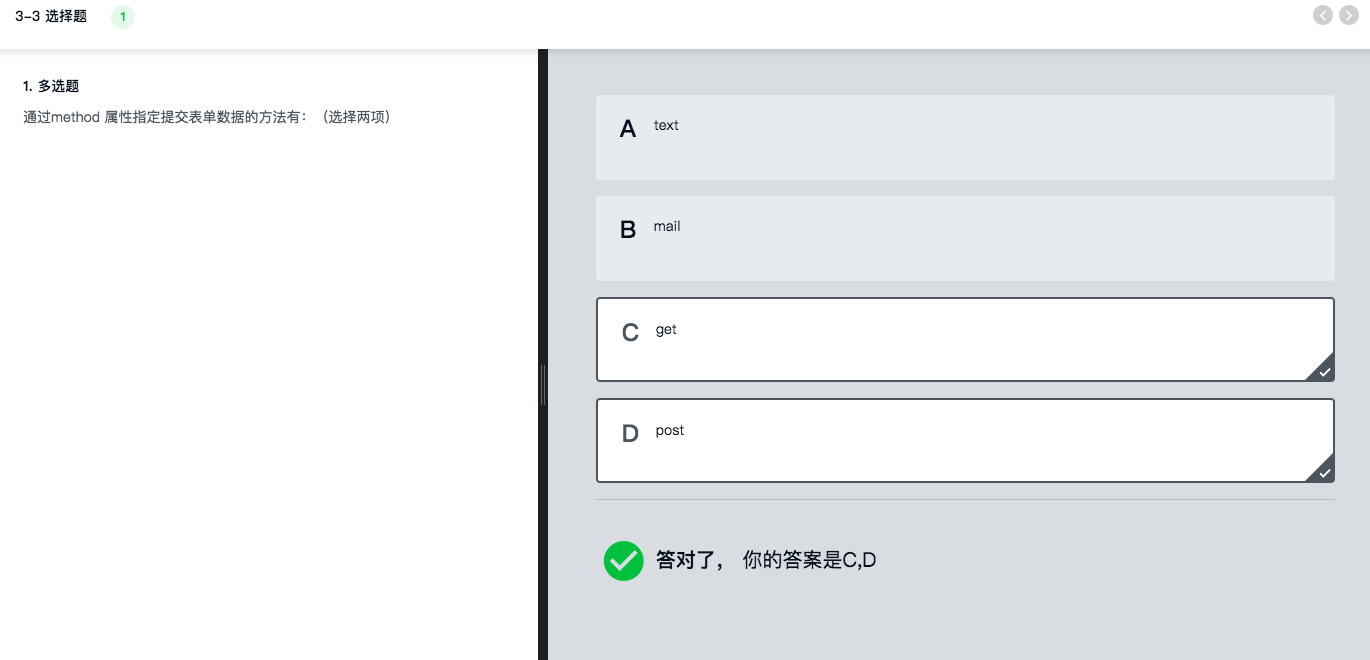 3-3 选择题 1
1. 多选题
通过method 属性指定提交表单数据的方法有：（选择两项）
A text
B mail
C get
D post
答对了， 你的答案是C,D